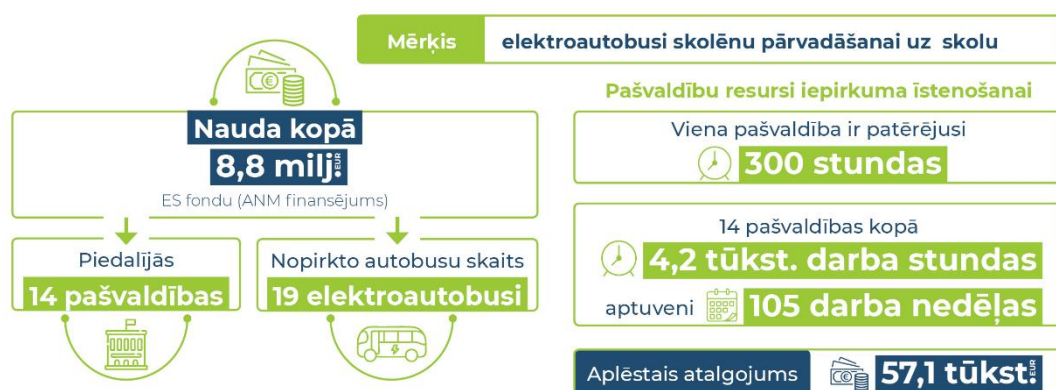 Mērķis elektroautobusi skolēnu pārvadāšanai uz skolu
Nauda kopā
8,8 milj. EUR
ES fondu (ANM finansējums)
Piedalījās
14 pašvaldības
Nopirkto autobusu skaits
19 elektroautobusi
Pašvaldību resursi iepirkuma īstenošanai
Viena pašvaldība ir patērējusi
300 stundas
14 pašvaldības kopā
4,2 tūkst. darba stundas
aptuveni 105 darba nedēļas
Aplēstais atalgojums 57,1 tūkst. EUR